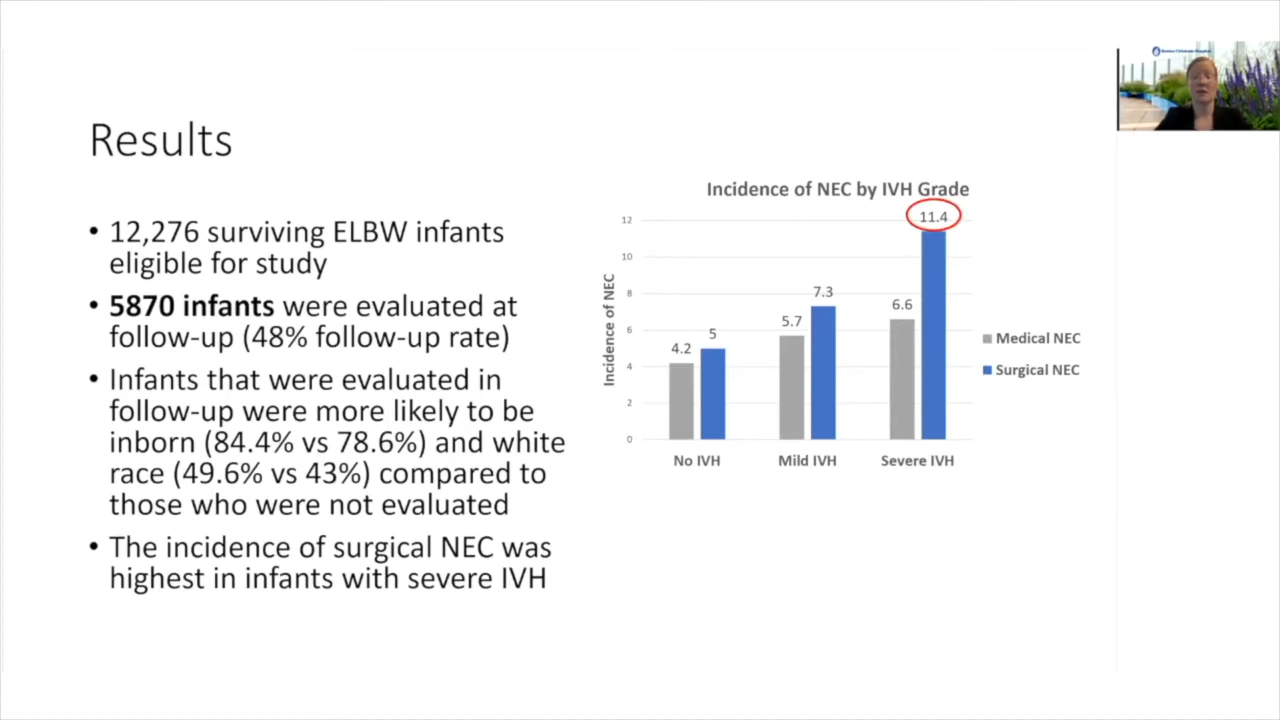 Boston Children's Hospital
Results
• 12,276 surviving ELBW infants
eligible for study
• 5870 infants were evaluated at
follow-up (48% follow-up rate)
• Infants that were evaluated in
follow-up were more likely to be
inborn (84.4% vs 78.6%) and white
race (49.6% vs 43%) compared to
those who were not evaluated
• The incidence of surgical NEC was
highest in infants with severe IVH
Incidence of NEC by IVH Grade
Incidence of NEC
12
10
8
6
4
2
0
4.2
5
5.7
7.3
6.6
11.4
No IVH
Mild IVH
Severe IVH
Medical NEC
Surgical NEC